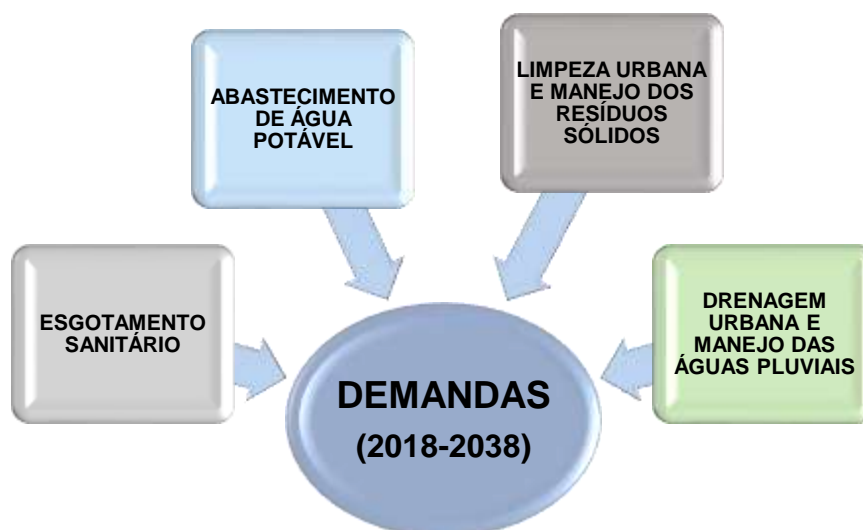 ABASTECIMENTO
DE ÁGUA
POTÁVEL
LIMPEZA URBANA
E MANEJO DOS
RESÍDUOS
SÓLIDOS
ESGOTAMENTO
SANITÁRIO
DRENAGEM
URBANA E
MANEJO DAS
ÁGUAS PLUVIAIS
DEMANDAS
(2018-2038)